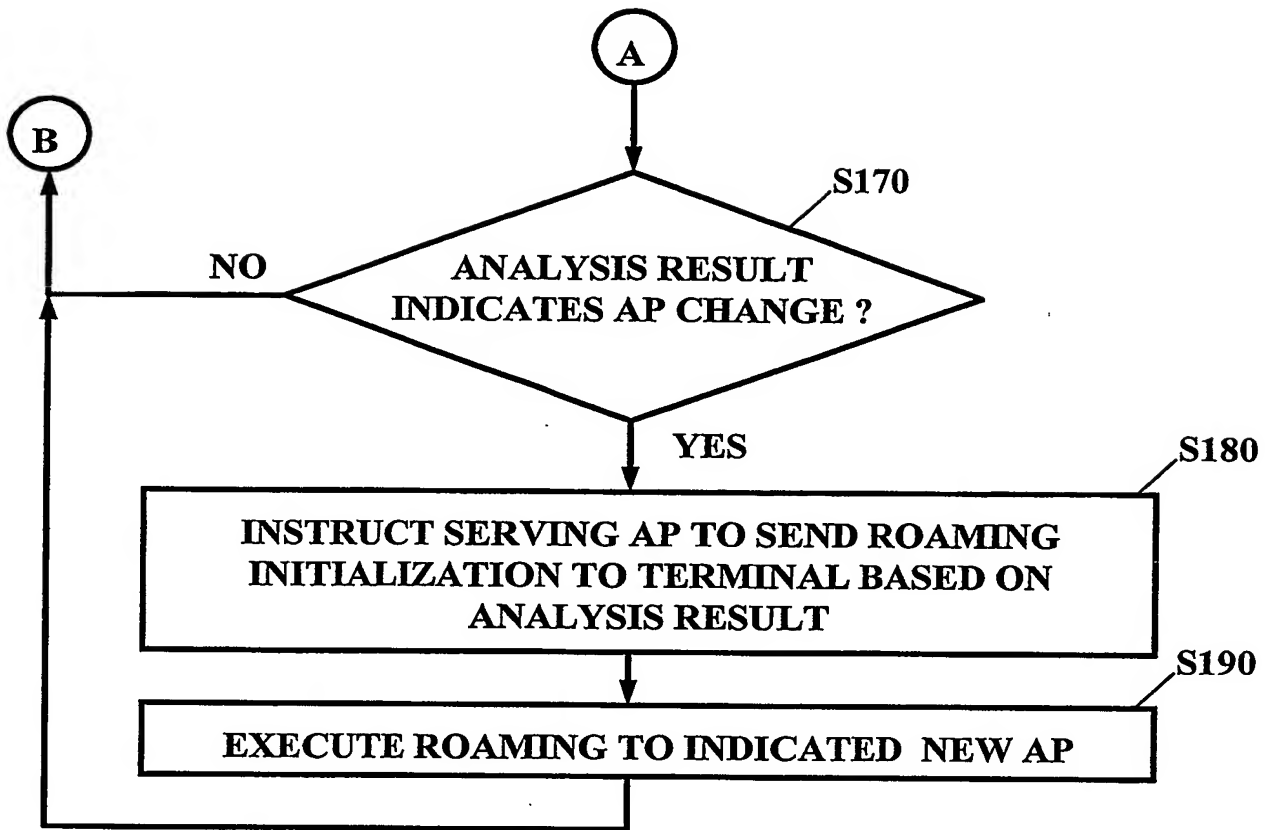 A
B
S170
NO
ANALYSIS RESULT
INDICATES AP CHANGE ?
YES
S180
INSTRUCT SERVING AP TO SEND ROAMING
INITIALIZATION TO TERMINAL BASED ON
ANALYSIS RESULT
S190
EXECUTE ROAMING TO INDICATED NEW AP